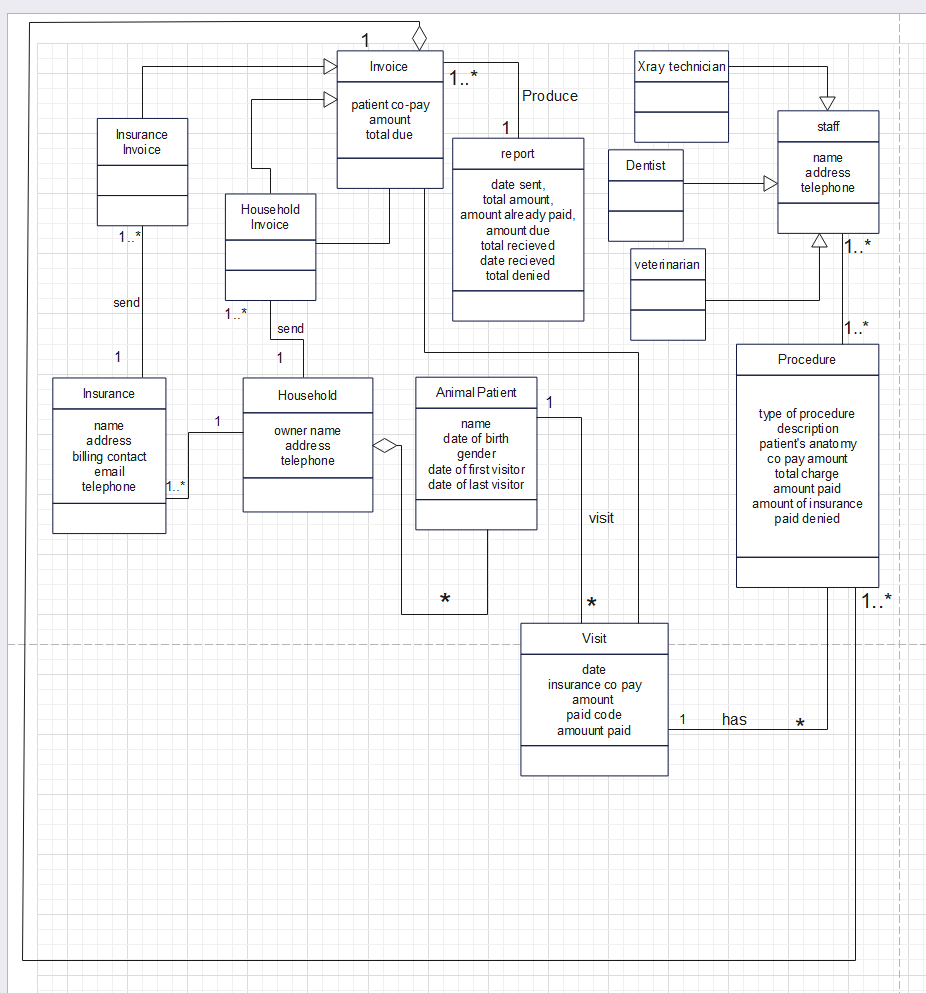 1
Invoice
patient co-pay
amount
total due
1..*
Produce
1
report
date sent,
total amount,
amount already paid,
amount due
total recieved
date recieved
total denied
Xray technician
staff
name
address
telephone
Dentist
veterinarian
1..*
1..*
Insurance
Invoice
1..*
send
1
Household
Invoice
1..*
send
1
Insurance
name
address
billing contact
email
telephone
1..*
1
Household
owner name
address
telephone
Animal Patient
name
date of birth
gender
date of first visitor
date of last visitor
1
visit
*
*
Procedure
type of procedure
description
patient's anatomy
co pay amount
total charge
amount paid
amount of insurance
paid denied
1..*
Visit
date
insurance co pay
amount
paid code
amouunt paid
1
has
*